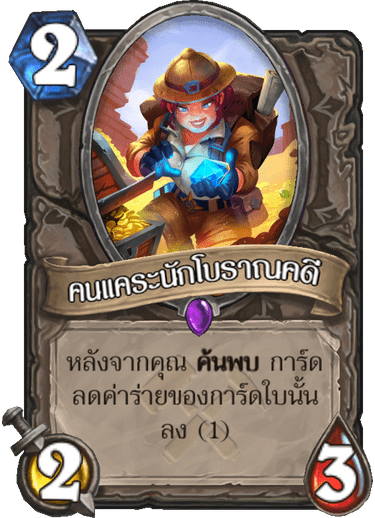 2
คนแคระนักโบราณคดี
หลังจากคุณ ค้นพบ การ์ด
ลดค่าร่ายของการ์ดใบนั้น
ลง (1)
2
3